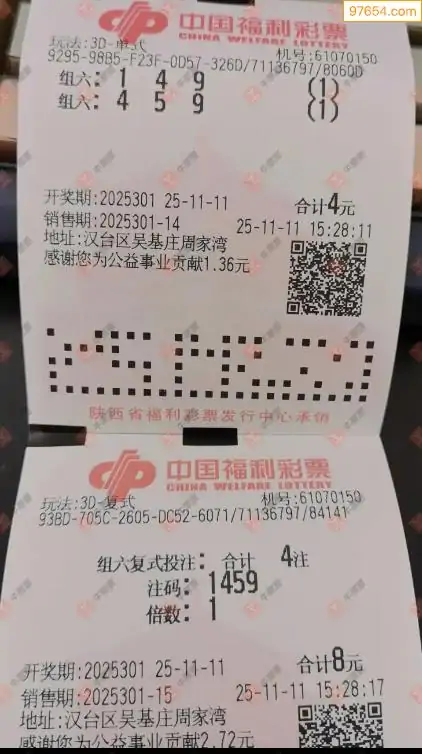 97654.com
中国福利彩票
CHINA WELFARE LOTTERY
玩法:3D-单式 机号:61070150
9295-98B5-F23F-0D57-326D/71136797/8060D
组六: 1 4 9 (1)
组六: 4 5 9 (1)
开奖期:2025301 25-11-11 合计4元
销售期:2025301-14 25-11-11 15:28:11
地址:汉台区吴基庄周家湾
感谢您为公益事业贡献1.36元
陕西省福利彩票发行中心承销
中国福利彩票
CHINA WELFARE LOTTERY
玩法:3D-复式 机号:61070150
93BD-705C-2605-DC52-6071/71136797/84141
组六复式投注: 合计 4注
注码:1459
倍数:1
开奖期:2025301 25-11-11 合计8元
销售期:2025301-15 25-11-11 15:28:17
地址:汉台区吴基庄周家湾
感谢您为公益事业贡献2.72元